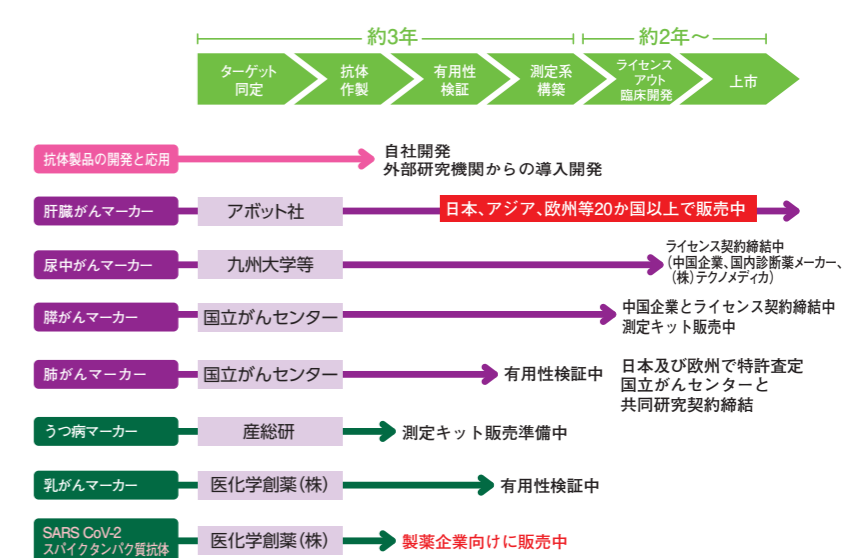 約3年
約2年～
ターゲット
同定
抗体
作製
有用性
検証
測定系
構築
ライセンス
アウト
臨床開発
上市
抗体製品の開発と応用
自社開発
外部研究機関からの導入開発
肝臓がんマーカー
アボット社
日本、アジア、欧州等20か国以上で販売中
尿中がんマーカー
九州大学等
ライセンス契約締結中
(中国企業、国内診断薬メーカー、
(株)テクノメディカ)
膵がんマーカー
国立がんセンター
中国企業とライセンス契約締結中
測定キット販売中
肺がんマーカー
国立がんセンター
有用性検証中
日本及び欧州で特許査定
国立がんセンターと
共同研究契約締結
うつ病マーカー
産総研
測定キット販売準備中
乳がんマーカー
医化学創薬(株)
有用性検証中
SARS CoV-2
スパイクタンパク質抗体
医化学創薬(株)
製薬企業向けに販売中